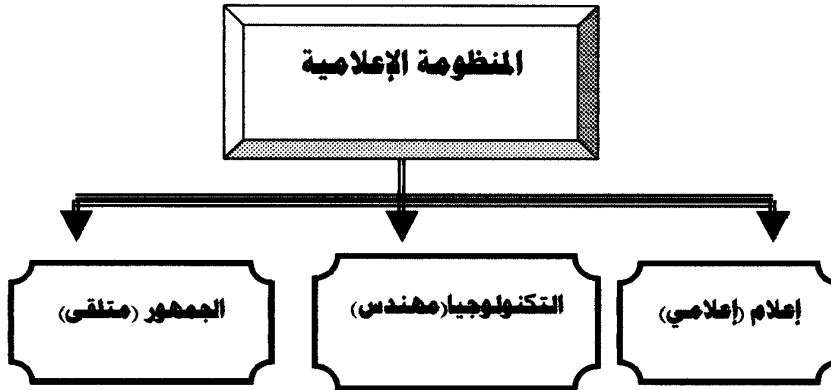 المنظومة الإعلامية
إعلام (إعلامي)
التكنولوجيا(مهندس)
الجمهور (متلقى)